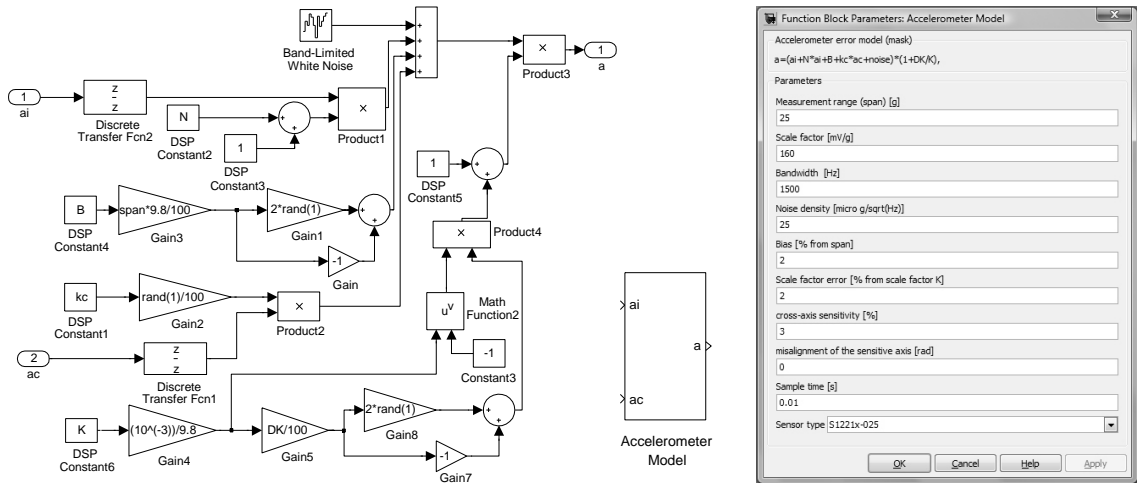 Band-Limited
White Noise
+
+
+
+
×
Product3
1
a
1
ai
z
z
Discrete
Transfer Fcn2
N
DSP
Constant2
+
+
1
DSP
Constant3
×
Product1
1
DSP
Constant5
+
+
B
DSP
Constant4
span*9.8/100
Gain3
2*rand(1)
Gain1
+
+
-1
Gain
×
Product4
kc
DSP
Constant1
rand(1)/100
Gain2
×
Product2
u^v
Math
Function2
-1
Constant3
2
ac
z
z
Discrete
Transfer Fcn1
K
DSP
Constant6
(10^(-3))/9.8
Gain4
DK/100
Gain5
2*rand(1)
Gain8
+
+
-1
Gain7
ai
ac
a
Accelerometer
Model
Function Block Parameters: Accelerometer Model
Accelerometer error model (mask)
a=(ai+N*ai+B+kc*ac+noise)*(1+DK/K),
Parameters
Measurement range (span) [g]
25
Scale factor [mV/g]
160
Bandwidth [Hz]
1500
Noise density [micro g/sqrt(Hz)]
25
Bias [% from span]
2
Scale factor error [% from scale factor K]
2
cross-axis sensitivity [%]
3
misalignment of the sensitive axis [rad]
0
Sample time [s]
0.01
Sensor type S1221x-025
OK Cancel Help Apply